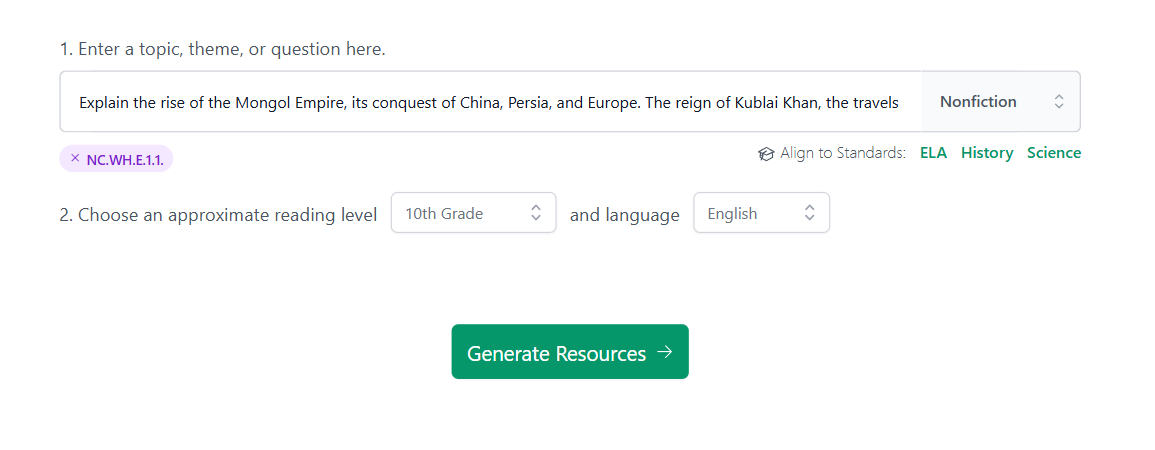 1. Enter a topic, theme, or question here.
Explain the rise of the Mongol Empire, its conquest of China, Persia, and Europe. The reign of Kublai Khan, the travels
Nonfiction
× NC.WH.E.1.1.
Align to Standards: ELA History Science
2. Choose an approximate reading level 10th Grade and language English
Generate Resources →